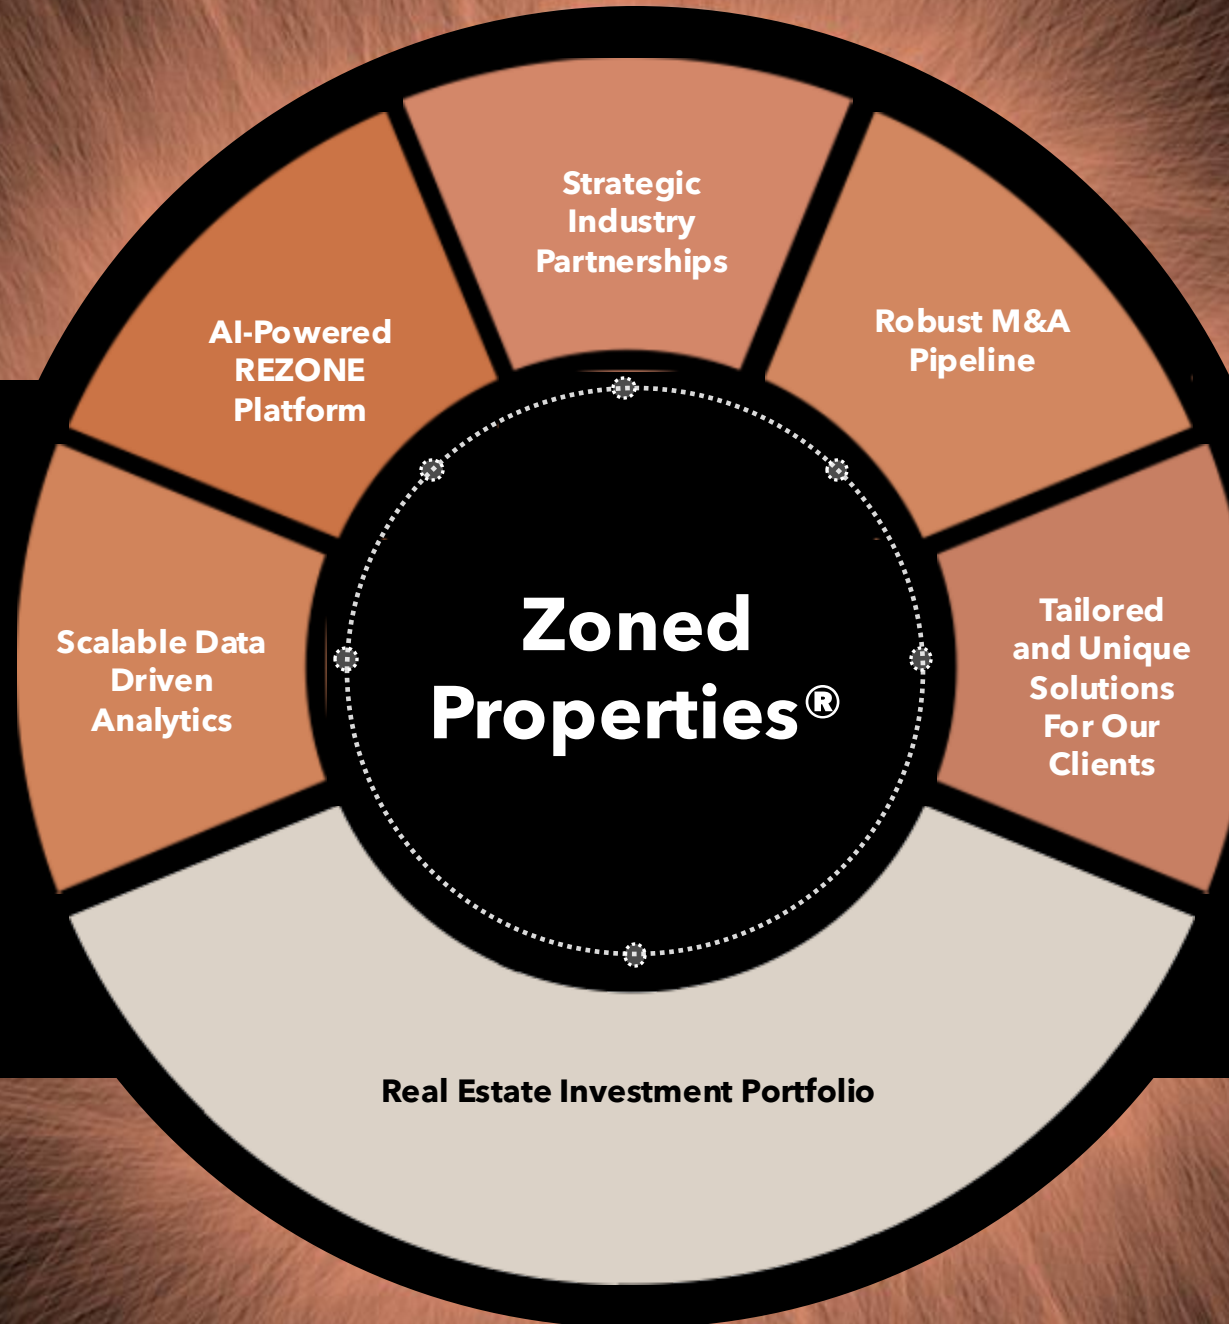 Strategic
Industry
Partnerships
Robust M&A
Pipeline
AI-Powered
REZONE
Platform
Tailored
and Unique
Solutions
For Our
Clients
Scalable Data
Driven
Analytics
Zoned
Properties®
Real Estate Investment Portfolio